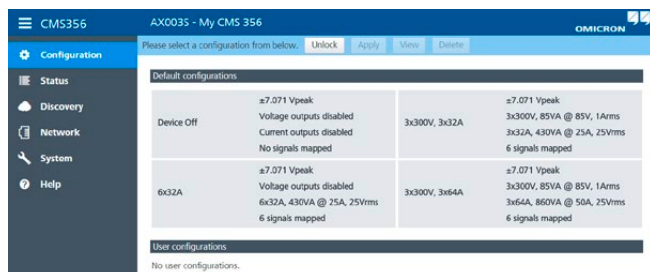 CMS356
AX003S - My CMS 356
OMICRON
Configuration
Status
Discovery
Network
System
Help
Please select a configuration from below.
Unlock
Apply
View
Delete
Default configurations
Device Off
±7.071 Vpeak
Voltage outputs disabled
Current outputs disabled
No signals mapped
3x300V, 3x32A
±7.071 Vpeak
3x300V, 85VA @ 85V, 1Arms
3x32A, 430VA @ 25A, 25Vrms
6 signals mapped
6x32A
±7.071 Vpeak
Voltage outputs disabled
6x32A, 430VA @ 25A, 25Vrms
6 signals mapped
3x300V, 3x64A
±7.071 Vpeak
3x300V, 85VA @ 85V, 1Arms
3x64A, 860VA @ 50A, 25Vrms
6 signals mapped
User configurations
No user configurations.